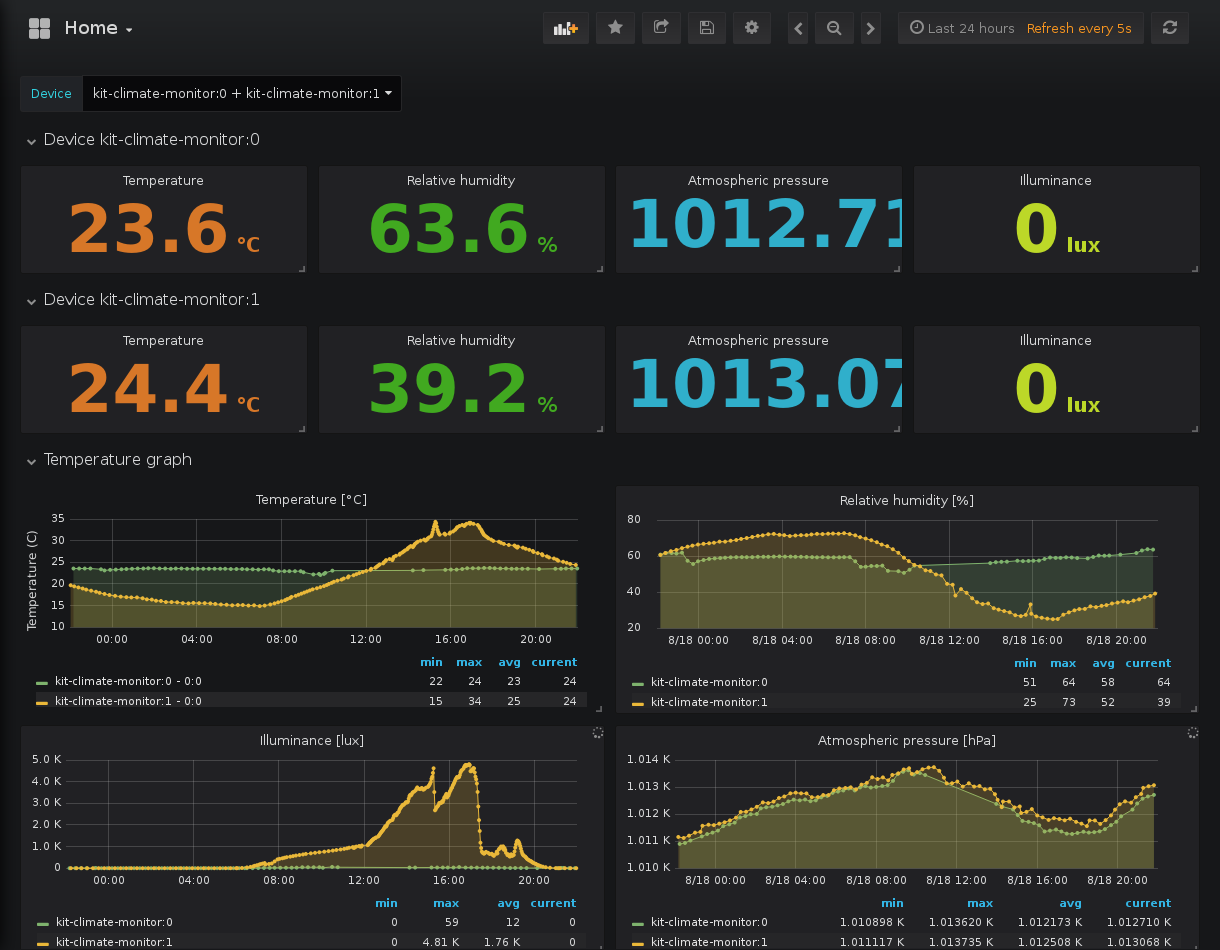 Home
Last 24 hours Refresh every 5s
Device kit-climate-monitor:0 + kit-climate-monitor:1
Device kit-climate-monitor:0
Temperature Relative humidity Atmospheric pressure Illuminance
23.6 °C 63.6 % 1012.71 0 lux
Device kit-climate-monitor:1
Temperature Relative humidity Atmospheric pressure Illuminance
24.4 °C 39.2 % 1013.07 0 lux
Temperature graph
Temperature [°C]
Temperature (C)
35
30
25
20
15
10
00:00 04:00 08:00 12:00 16:00 20:00
min max avg current
kit-climate-monitor:0 - 0:0 22 24 23 24
kit-climate-monitor:1 - 0:0 15 34 25 24
Relative humidity [%]
80
60
40
20
8/18 00:00 8/18 04:00 8/18 08:00 8/18 12:00 8/18 16:00 8/18 20:00
min max avg current
kit-climate-monitor:0 51 64 58 64
kit-climate-monitor:1 25 73 52 39
Illuminance [lux]
5.0 K
4.0 K
3.0 K
2.0 K
1.0 K
0
00:00 04:00 08:00 12:00 16:00 20:00
min max avg current
kit-climate-monitor:0 0 59 12 0
kit-climate-monitor:1 0 4.81 K 1.76 K 0
Atmospheric pressure [hPa]
1.014 K
1.013 K
1.012 K
1.011 K
1.010 K
8/18 00:00 8/18 04:00 8/18 08:00 8/18 12:00 8/18 16:00 8/18 20:00
min max avg current
kit-climate-monitor:0 1.010898 K 1.013620 K 1.012173 K 1.012710 K
kit-climate-monitor:1 1.011117 K 1.013735 K 1.012508 K 1.013068 K